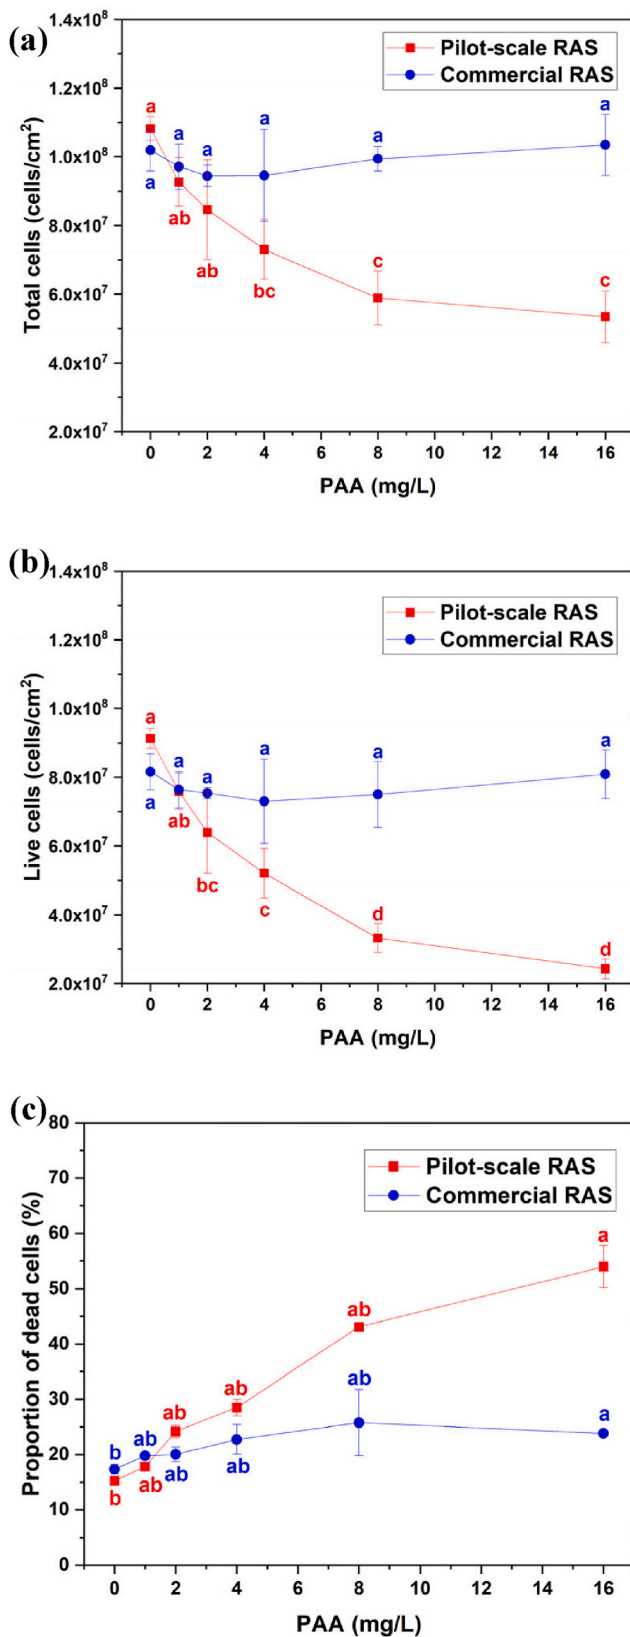 (a)
1.4x10⁸
1.2x10⁸
1.0x10⁸
8.0x10⁷
6.0x10⁷
4.0x10⁷
2.0x10⁷
Total cells (cells/cm²)
Pilot-scale RAS
Commercial RAS
a a a a a a
a ab ab bc c c
0 2 4 6 8 10 12 14 16
PAA (mg/L)
(b)
1.4x10⁸
1.2x10⁸
1.0x10⁸
8.0x10⁷
6.0x10⁷
4.0x10⁷
2.0x10⁷
Live cells (cells/cm²)
Pilot-scale RAS
Commercial RAS
a a a a a a
a ab bc c d d
0 2 4 6 8 10 12 14 16
PAA (mg/L)
(c)
80
70
60
50
40
30
20
10
0
Proportion of dead cells (%)
Pilot-scale RAS
Commercial RAS
b ab ab ab ab a
b ab ab ab ab a
0 2 4 6 8 10 12 14 16
PAA (mg/L)